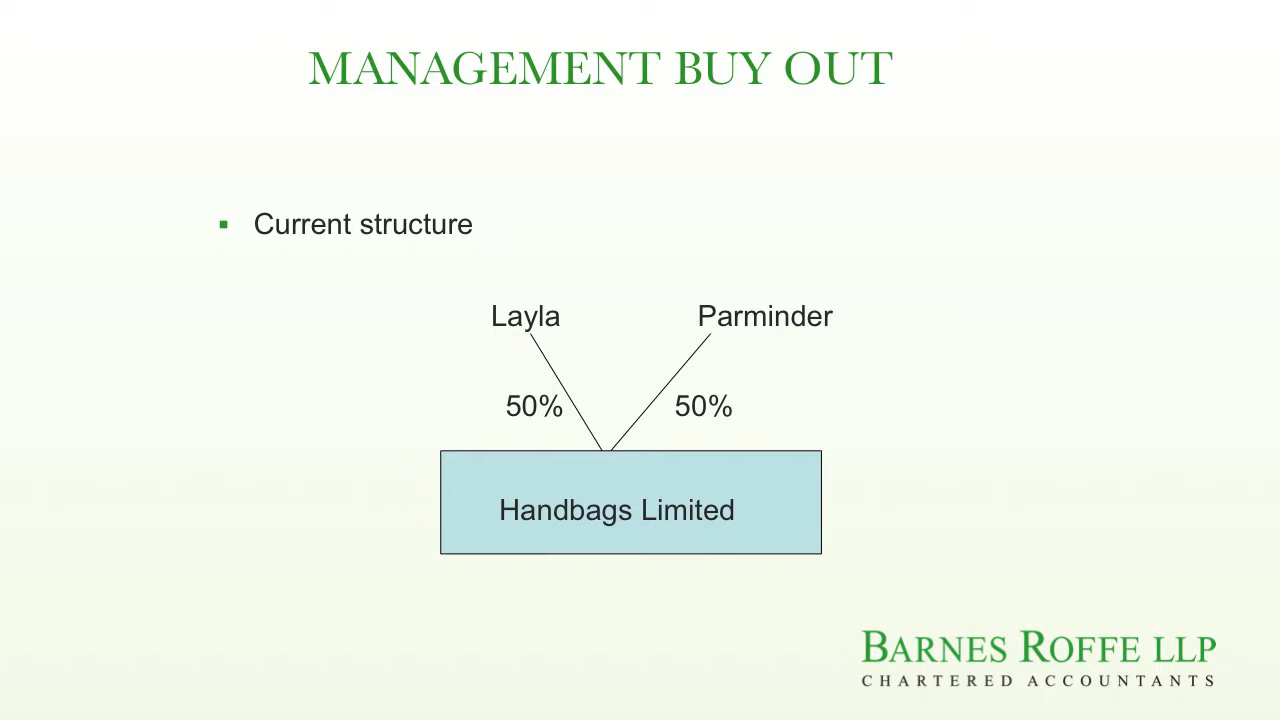 MANAGEMENT BUY OUT
▪ Current structure
Layla Parminder
50% 50%
Handbags Limited
BARNES ROFFE LLP
CHARTERED ACCOUNTANTS